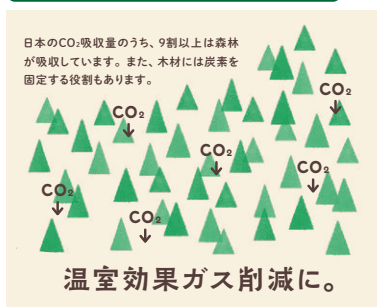 日本のCO₂吸収量のうち、9割以上は森林
が吸収しています。また、木材には炭素を
固定する役割もあります。
CO₂
CO₂
CO₂
CO₂
CO₂
CO₂
温室効果ガス削減に。